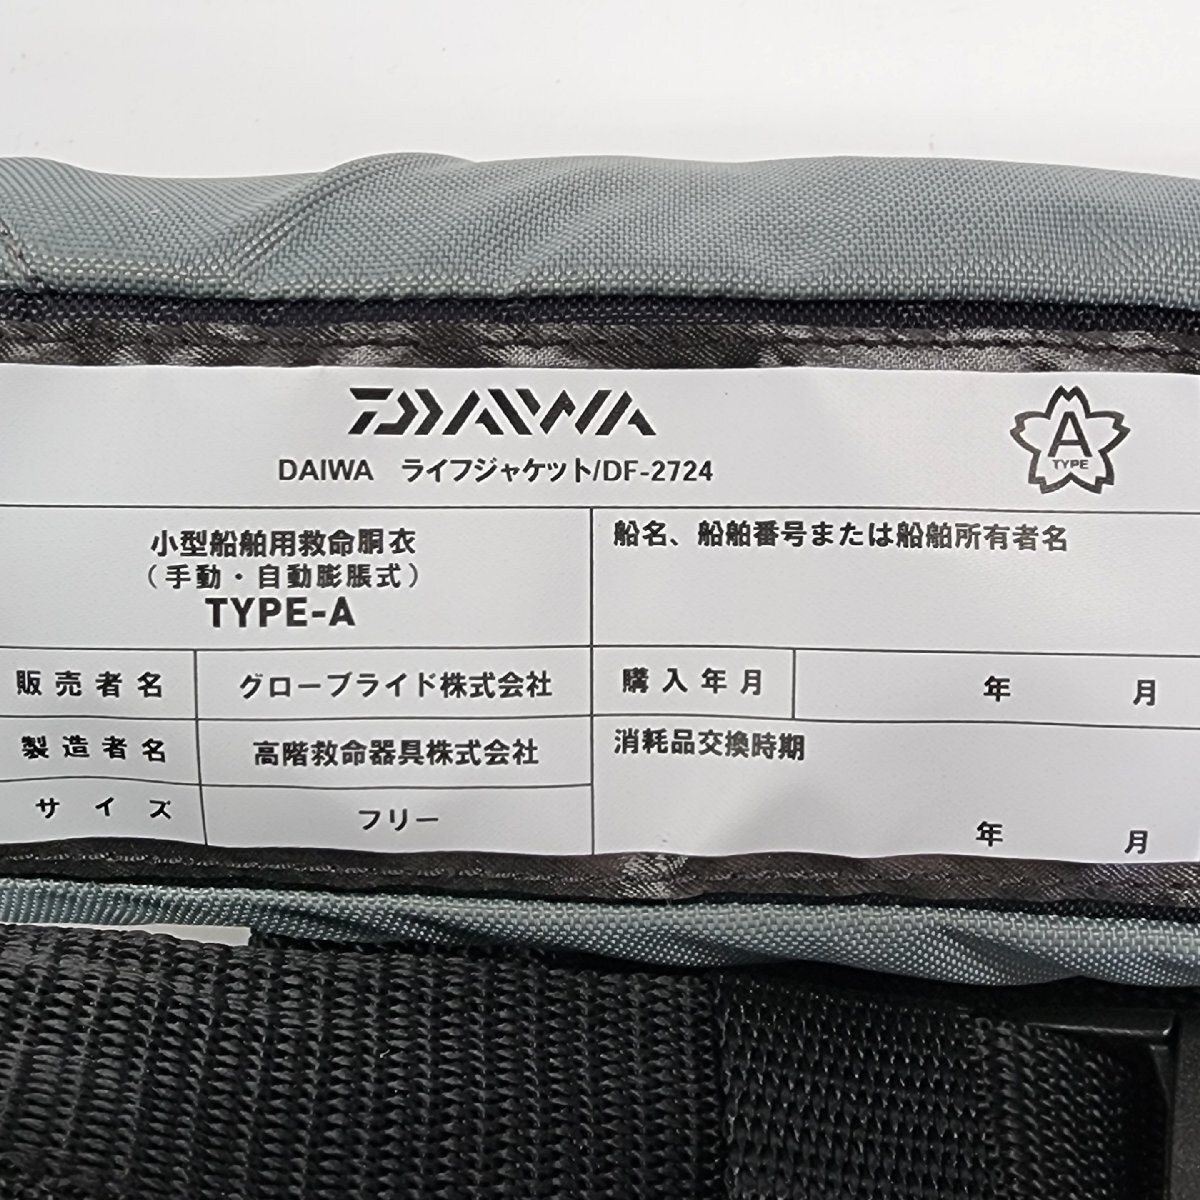 DAIWA
DAIWA ライフジャケット/DF-2724
A
TYPE
小型船舶用救命胴衣
(手動・自動膨脹式)
TYPE-A
船名、船舶番号または船舶所有者名
販売者名 グローブライド株式会社
購入年月 年 月
製造者名 高階救命器具株式会社
消耗品交換時期
サイズ フリー
年 月